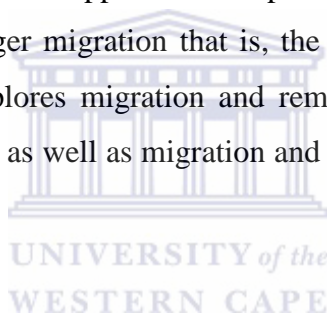 ger migration that is, the
plores migration and rem
as well as migration and
UNIVERSITY of the
WESTERN CAPE